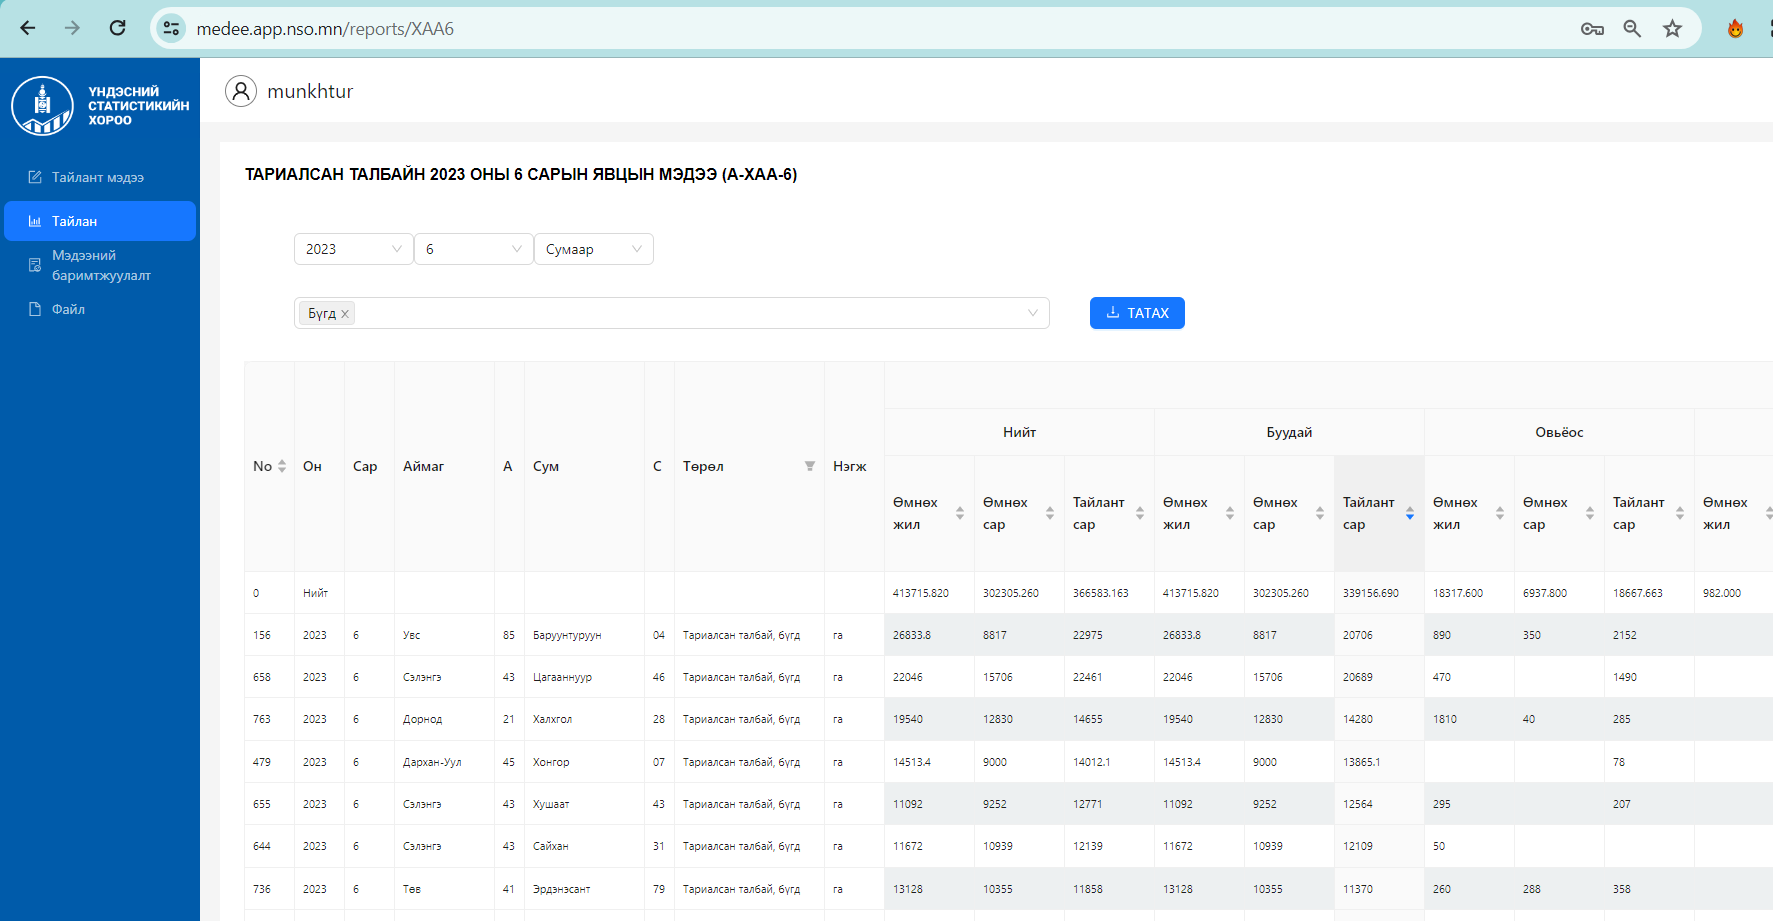 medee.app.nso.mn/reports/XAA6
ҮНДЭСНИЙ
СТАТИСТИКИЙН
ХОРОО
munkhtur
Тайлант мэдээ
Тайлан
Мэдээний
баримтжуулалт
Файл
ТАРИАЛСАН ТАЛБАЙН 2023 ОНЫ 6 САРЫН ЯВЦЫН МЭДЭЭ (А-ХАА-6)
2023 6 Сумаар
Бүгд ТАТАХ
Нийт Буудай Овьёос
No Он Сар Аймаг А Сум С Төрөл Нэгж
Өмнөх жил Өмнөх сар Тайлант сар Өмнөх жил Өмнөх сар Тайлант сар Өмнөх жил Өмнөх сар Тайлант сар Өмнөх жил
0 Нийт 413715.820 302305.260 366583.163 413715.820 302305.260 339156.690 18317.600 6937.800 18667.663 982.000
156 2023 6 Увс 85 Баруунтуруун 04 Тариалсан талбай, бүгд га 26833.8 8817 22975 26833.8 8817 20706 890 350 2152
658 2023 6 Сэлэнгэ 43 Цагааннуур 46 Тариалсан талбай, бүгд га 22046 15706 22461 22046 15706 20689 470 1490
763 2023 6 Дорнод 21 Халхгол 28 Тариалсан талбай, бүгд га 19540 12830 14655 19540 12830 14280 1810 40 285
479 2023 6 Дархан-Уул 45 Хонгор 07 Тариалсан талбай, бүгд га 14513.4 9000 14012.1 14513.4 9000 13865.1 78
655 2023 6 Сэлэнгэ 43 Хушаат 43 Тариалсан талбай, бүгд га 11092 9252 12771 11092 9252 12564 295 207
644 2023 6 Сэлэнгэ 43 Сайхан 31 Тариалсан талбай, бүгд га 11672 10939 12139 11672 10939 12109 50
736 2023 6 Төв 41 Эрдэнэсант 79 Тариалсан талбай, бүгд га 13128 10355 11858 13128 10355 11370 260 288 358